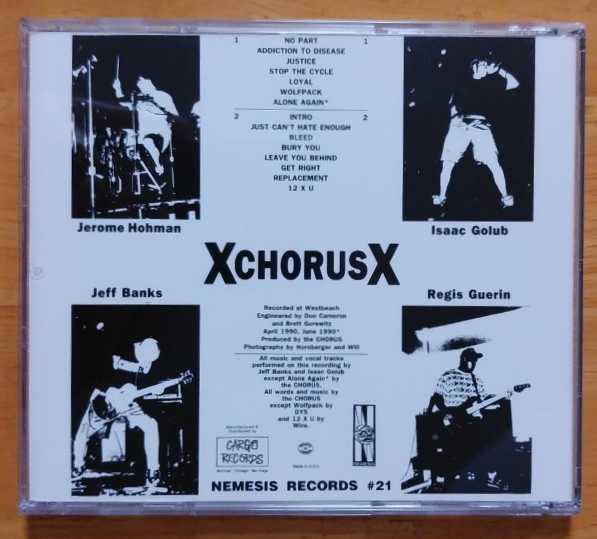 1 NO PART 1
ADDICTION TO DISEASE
JUSTICE
STOP THE CYCLE
LOYAL
WOLFPACK
ALONE AGAIN*
2 INTRO 2
JUST CAN'T HATE ENOUGH
BLEED
BURY YOU
LEAVE YOU BEHIND
GET RIGHT
REPLACEMENT
12 X U
Jerome Hohman
Isaac Golub
XCHORUSX
Jeff Banks
Regis Guerin
Recorded at Westbeach
Engineered by Don Cameron
and Brett Gurewitz
April 1990, June 1990*
Produced by the CHORUS
Photography by Hornberger and Will
All music and vocal tracks
performed on this recording by
Jeff Banks and Isaac Golub
except Alone Again* by
the CHORUS.
All words and music by
the CHORUS
except Wolfpack by
DYS
and 12 X U by
Wire.
Manufactured &
Distributed by
CARGO
RECORDS
NEMESIS RECORDS #21